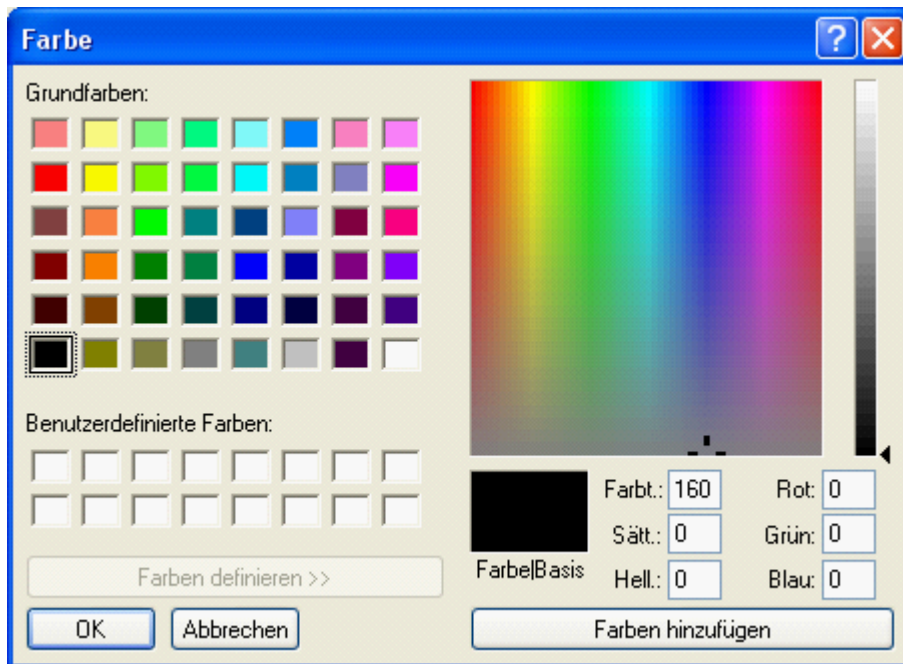 Farbe
Grundfarben:
Benutzerdefinierte Farben:
Farben definieren >>
OK
Abbrechen
Farbe|Basis
Farbt.: 160
Sätt.: 0
Hell.: 0
Rot: 0
Grün: 0
Blau: 0
Farben hinzufügen